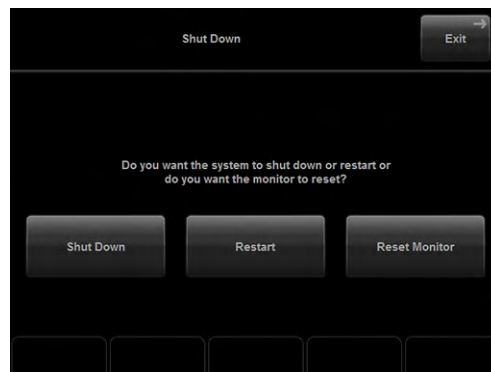 Shut Down
Exit
Do you want the system to shut down or restart or
do you want the monitor to reset?
Shut Down
Restart
Reset Monitor